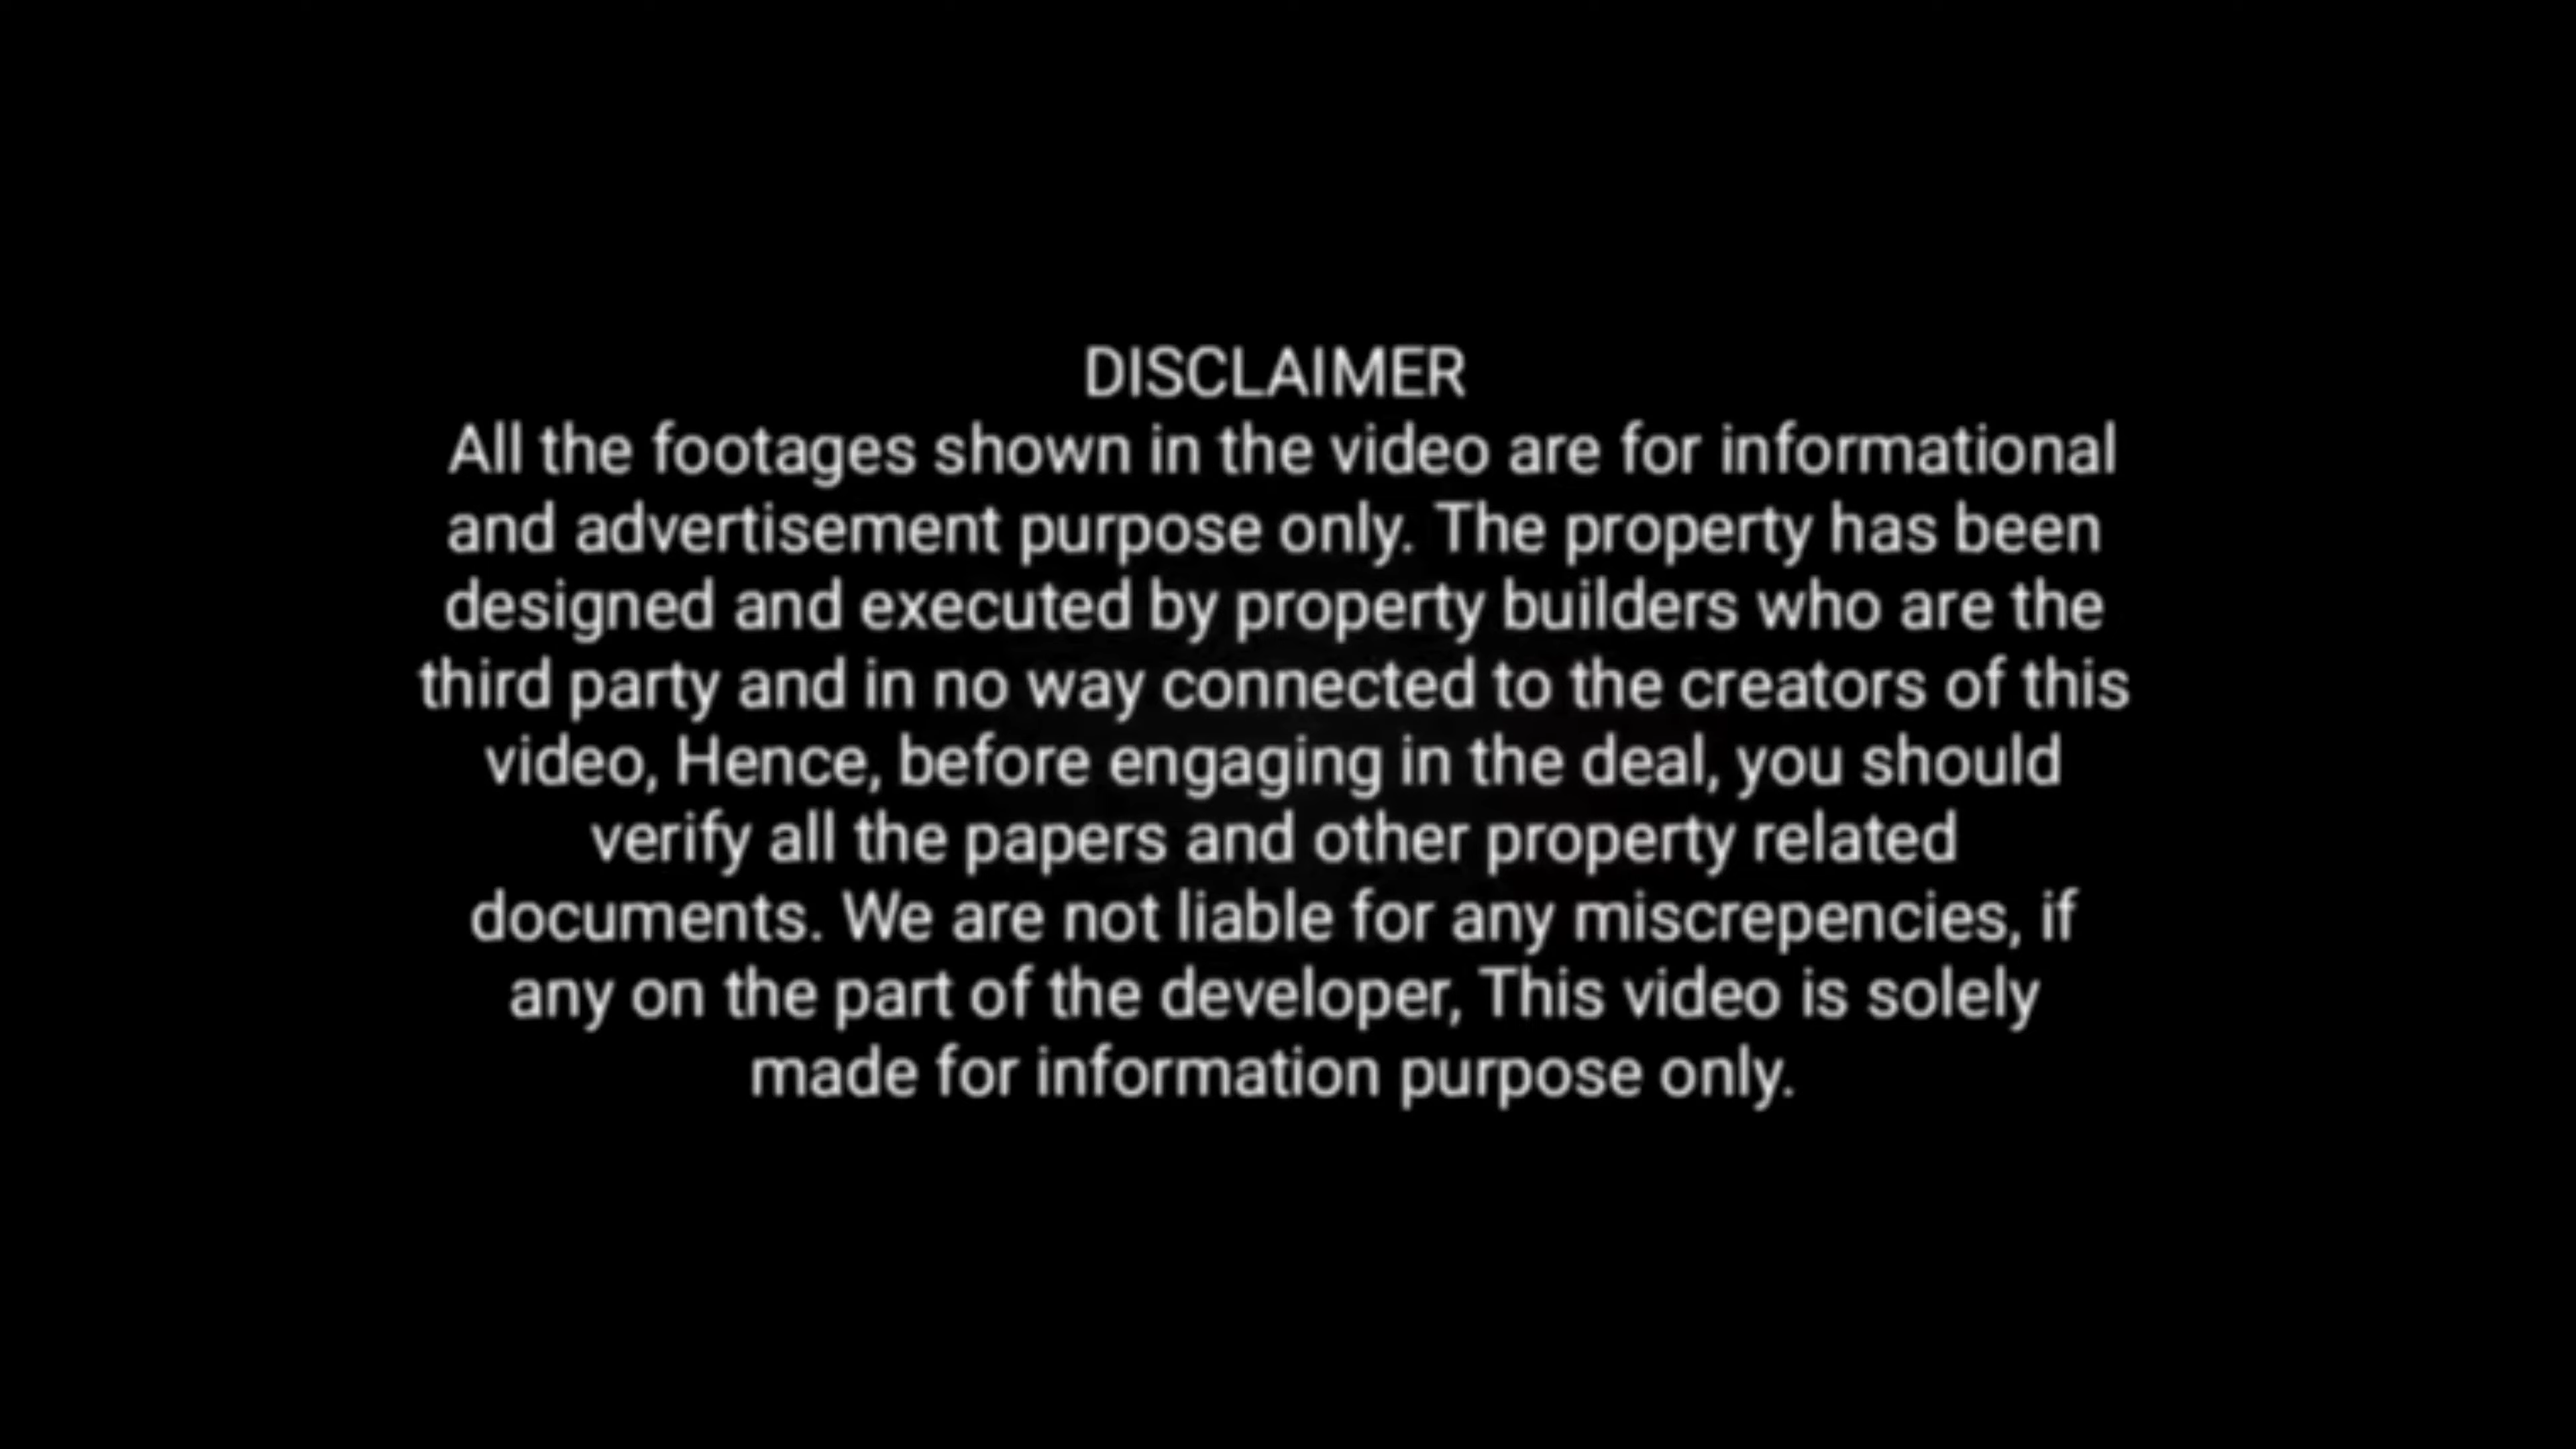 DISCLAIMER
All the footages shown in the video are for informational
and advertisement purpose only. The property has been
designed and executed by property builders who are the
third party and in no way connected to the creators of this
video, Hence, before engaging in the deal, you should
verify all the papers and other property related
documents. We are not liable for any miscrepencies, if
any on the part of the developer, This video is solely
made for information purpose only.